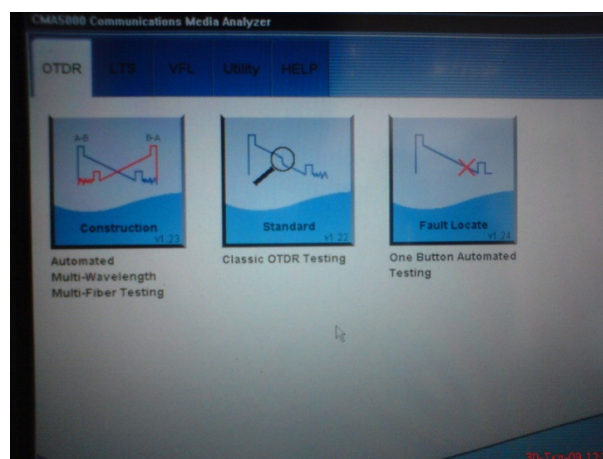 CMA5000 Communications Media Analyzer
OTDR LTS VFL Utility HELP
A-B B-A
Construction Standard Fault Locate
v1.23 v1.22 v1.24
Automated
Multi-Wavelength
Multi-Fiber Testing
Classic OTDR Testing
One Button Automated
Testing